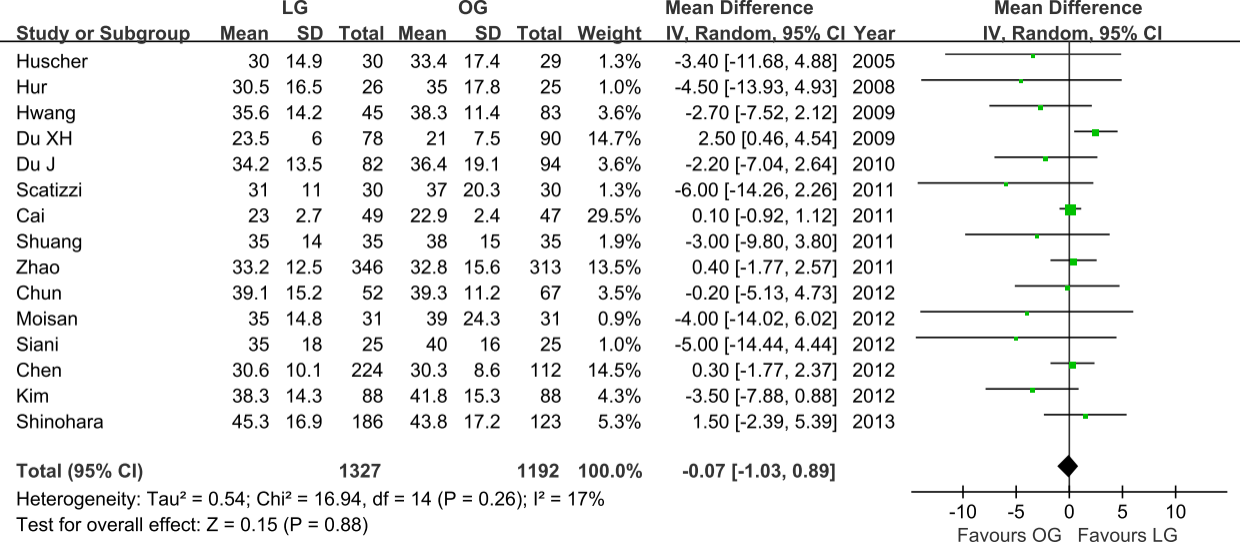 LG OG Mean Difference Mean Difference
Study or Subgroup Mean SD Total Mean SD Total Weight IV, Random, 95% CI Year IV, Random, 95% CI
Huscher 30 14.9 30 33.4 17.4 29 1.3% -3.40 [-11.68, 4.88] 2005
Hur 30.5 16.5 26 35 17.8 25 1.0% -4.50 [-13.93, 4.93] 2008
Hwang 35.6 14.2 45 38.3 11.4 83 3.6% -2.70 [-7.52, 2.12] 2009
Du XH 23.5 6 78 21 7.5 90 14.7% 2.50 [0.46, 4.54] 2009
Du J 34.2 13.5 82 36.4 19.1 94 3.6% -2.20 [-7.04, 2.64] 2010
Scatizzi 31 11 30 37 20.3 30 1.3% -6.00 [-14.26, 2.26] 2011
Cai 23 2.7 49 22.9 2.4 47 29.5% 0.10 [-0.92, 1.12] 2011
Shuang 35 14 35 38 15 35 1.9% -3.00 [-9.80, 3.80] 2011
Zhao 33.2 12.5 346 32.8 15.6 313 13.5% 0.40 [-1.77, 2.57] 2011
Chun 39.1 15.2 52 39.3 11.2 67 3.5% -0.20 [-5.13, 4.73] 2012
Moisan 35 14.8 31 39 24.3 31 0.9% -4.00 [-14.02, 6.02] 2012
Siani 35 18 25 40 16 25 1.0% -5.00 [-14.44, 4.44] 2012
Chen 30.6 10.1 224 30.3 8.6 112 14.5% 0.30 [-1.77, 2.37] 2012
Kim 38.3 14.3 88 41.8 15.3 88 4.3% -3.50 [-7.88, 0.88] 2012
Shinohara 45.3 16.9 186 43.8 17.2 123 5.3% 1.50 [-2.39, 5.39] 2013
Total (95% CI) 1327 1192 100.0% -0.07 [-1.03, 0.89]
Heterogeneity: Tau² = 0.54; Chi² = 16.94, df = 14 (P = 0.26); I² = 17%
Test for overall effect: Z = 0.15 (P = 0.88)
-10 -5 0 5 10
Favours OG Favours LG